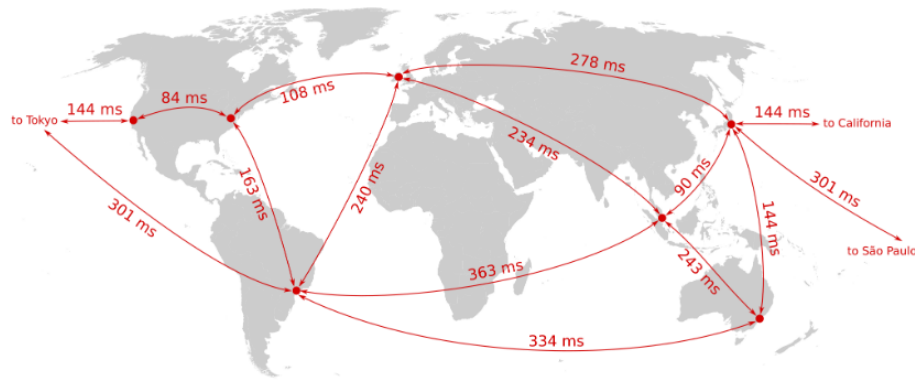 278 ms
108 ms
144 ms
84 ms
to Tokyo
144 ms
to California
234 ms
90 ms
163 ms
240 ms
301 ms
301 ms
144 ms
to São Paulo
363 ms
243 ms
334 ms